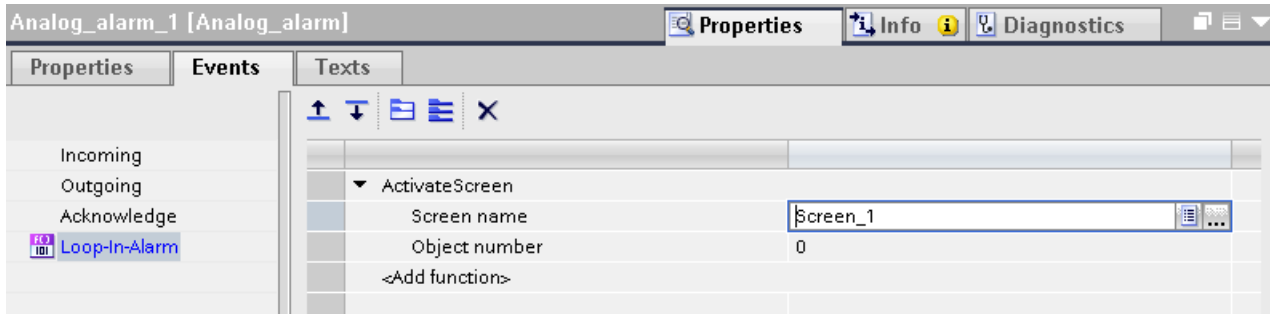 Analog_alarm_1 [Analog_alarm] Properties Info Diagnostics
Properties Events Texts
Incoming
Outgoing ActivateScreen
Acknowledge Screen name Screen_1
Loop-In-Alarm Object number 0
<Add function>